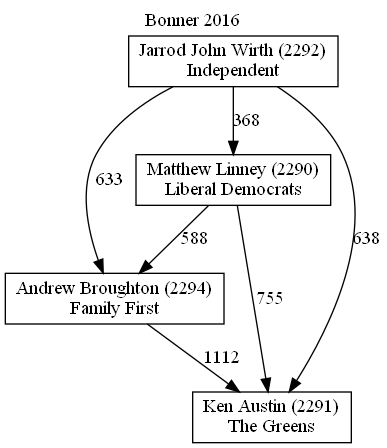 Bonner 2016
Jarrod John Wirth (2292)
Independent
368
Matthew Linney (2290)
Liberal Democrats
633
588
638
Andrew Broughton (2294)
Family First
755
1112
Ken Austin (2291)
The Greens